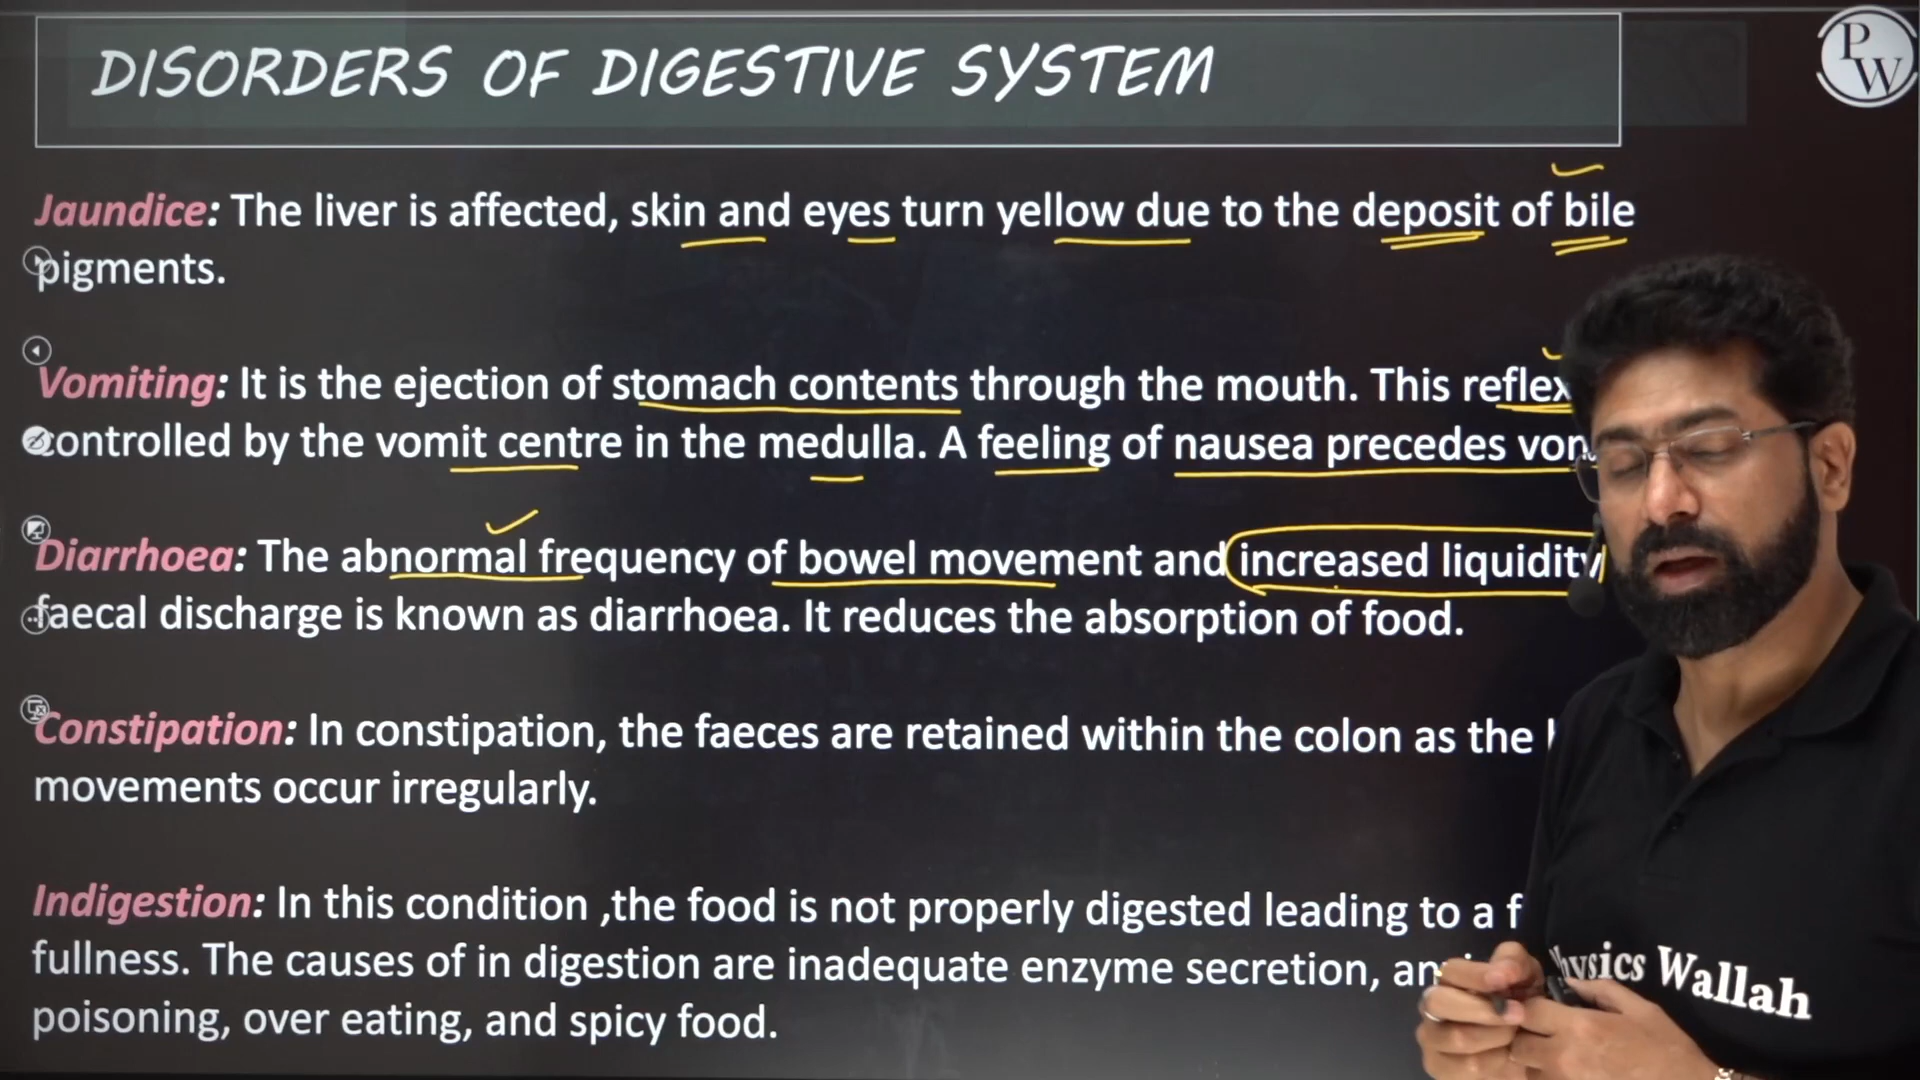 DISORDERS OF DIGESTIVE SYSTEM
PW
Jaundice: The liver is affected, skin and eyes turn yellow due to the deposit of bile
pigments.
Vomiting: It is the ejection of stomach contents through the mouth. This reflex
controlled by the vomit centre in the medulla. A feeling of nausea precedes
Diarrhoea: The abnormal frequency of bowel movement and increased liquidity
faecal discharge is known as diarrhoea. It reduces the absorption of food.
Constipation: In constipation, the faeces are retained within the colon as the
movements occur irregularly.
Indigestion: In this condition ,the food is not properly digested leading to a
fullness. The causes of in digestion are inadequate enzyme secretion,
poisoning, over eating, and spicy food.
Physics Wallah